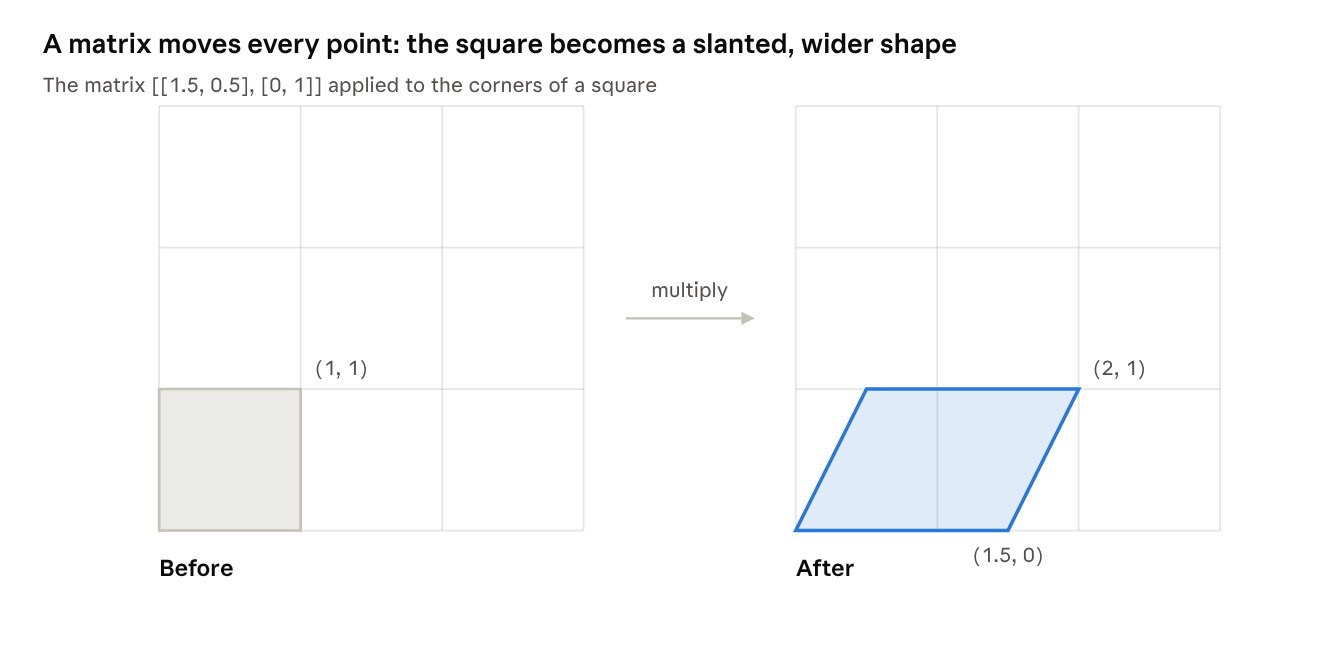 A matrix moves every point: the square becomes a slanted, wider shape
The matrix [[1.5, 0.5], [0, 1]] applied to the corners of a square
multiply
(1, 1)
(2, 1)
(1.5, 0)
Before
After